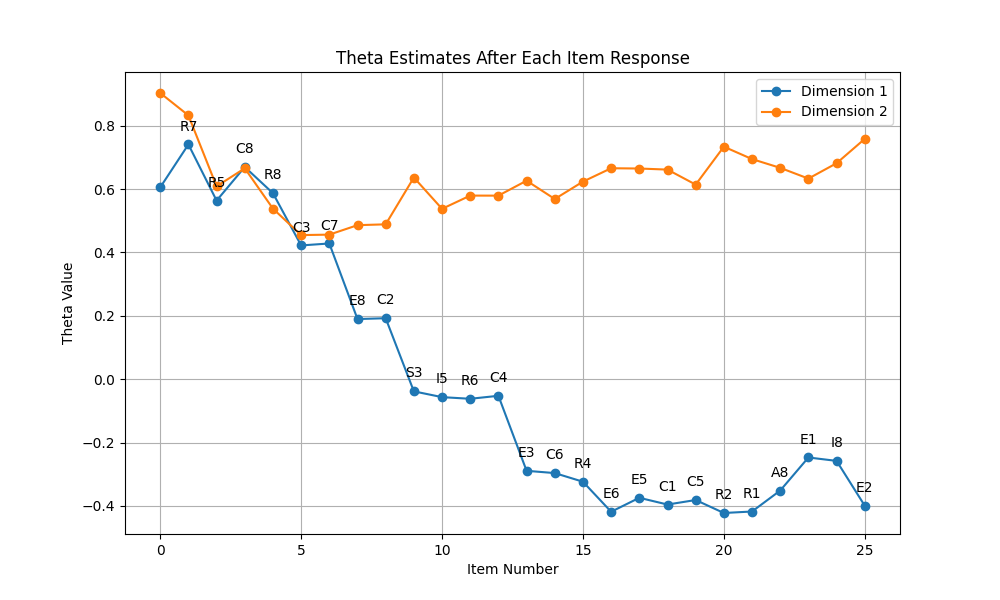 Theta Estimates After Each Item Response
Dimension 1
Dimension 2
Theta Value
0.8
0.6
0.4
0.2
0.0
−0.2
−0.4
R7
R5
C8
R8
C3
C7
E8
C2
S3
I5
R6
C4
E3
C6
R4
E6
E5
C1
C5
R2
R1
A8
E1
I8
E2
0 5 10 15 20 25
Item Number